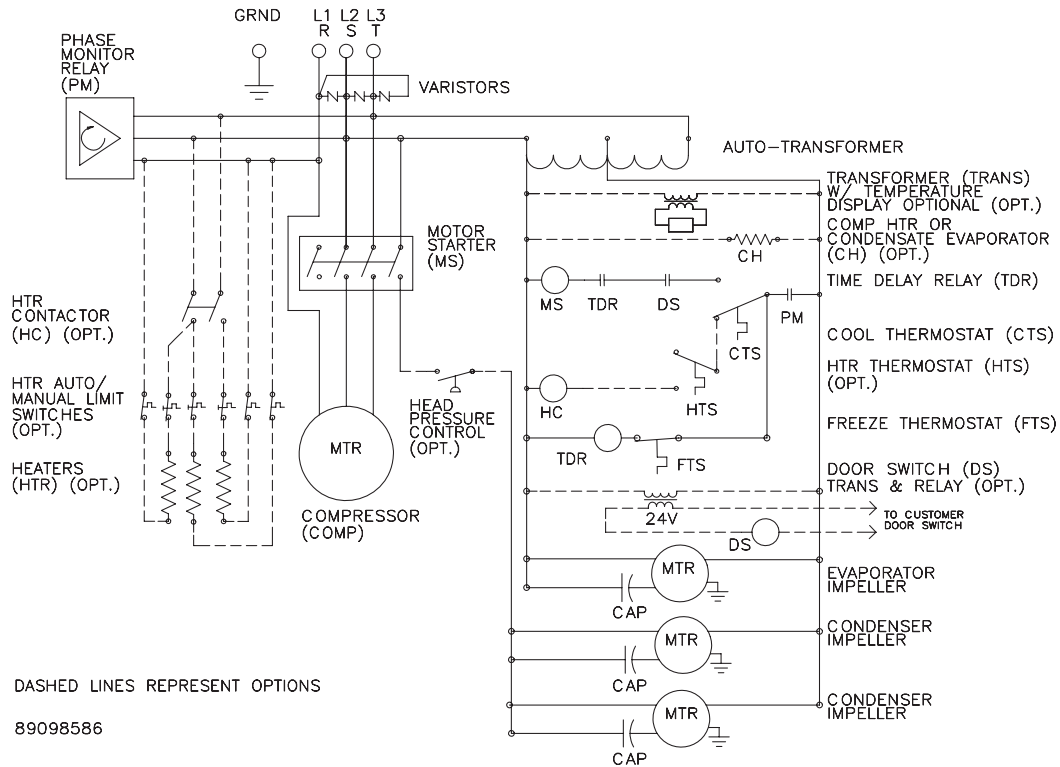 GRND
L1 L2 L3
R S T
PHASE
MONITOR
RELAY
(PM)
VARISTORS
AUTO-TRANSFORMER
TRANSFORMER (TRANS)
W/ TEMPERATURE
DISPLAY OPTIONAL (OPT.)
COMP HTR OR
CONDENSATE EVAPORATOR
(CH) (OPT.)
CH
MOTOR
STARTER
(MS)
TIME DELAY RELAY (TDR)
MS TDR DS
PM
HTR
CONTACTOR
(HC) (OPT.)
COOL THERMOSTAT (CTS)
CTS
HTR THERMOSTAT (HTS)
(OPT.)
HTR AUTO/
MANUAL LIMIT
SWITCHES
(OPT.)
HEAD
PRESSURE
CONTROL
(OPT.)
HC
HTS
FREEZE THERMOSTAT (FTS)
MTR
TDR
FTS
HEATERS
(HTR) (OPT.)
DOOR SWITCH (DS)
TRANS & RELAY (OPT.)
COMPRESSOR
(COMP)
24V
TO CUSTOMER
DOOR SWITCH
DS
MTR
CAP
EVAPORATOR
IMPELLER
MTR
CAP
CONDENSER
IMPELLER
DASHED LINES REPRESENT OPTIONS
MTR
CAP
CONDENSER
IMPELLER
89098586